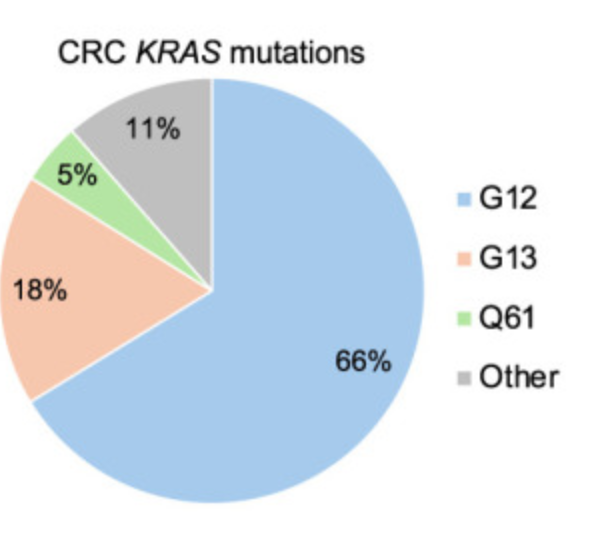 CRC KRAS mutations
11%
5%
18%
66%
G12
G13
Q61
Other